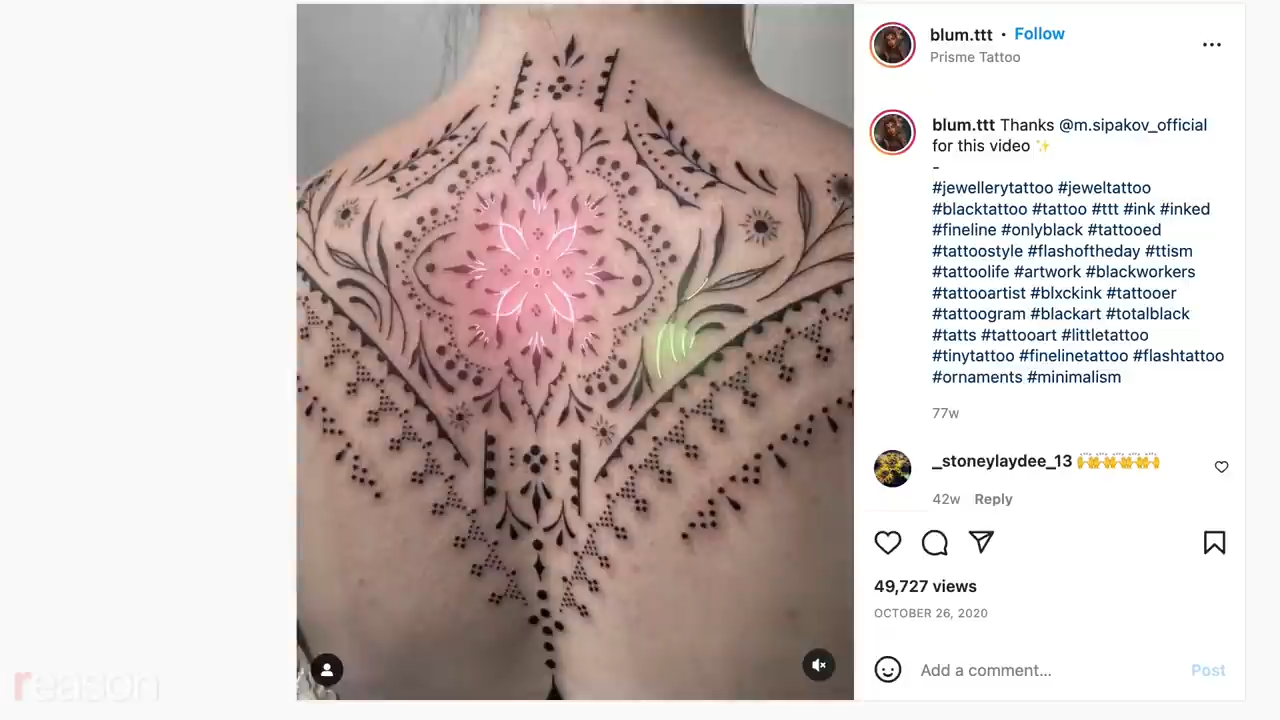 blum.ttt • Follow
Prisme Tattoo
blum.ttt Thanks @m.sipakov_official
for this video ✨
-
#jewellerytattoo #jeweltattoo
#blacktattoo #tattoo #ttt #ink #inked
#fineline #onlyblack #tattooed
#tattoostyle #flashoftheday #ttism
#tattoolife #artwork #blackworkers
#tattooartist #blxckink #tattooer
#tattoogram #blackart #totalblack
#tatts #tattooart #littletattoo
#tinytattoo #finelinetattoo #flashtattoo
#ornaments #minimalism
77w
_stoneylaydee_13 🙌🙌🙌🙌
42w Reply
49,727 views
OCTOBER 26, 2020
Add a comment... Post
reason